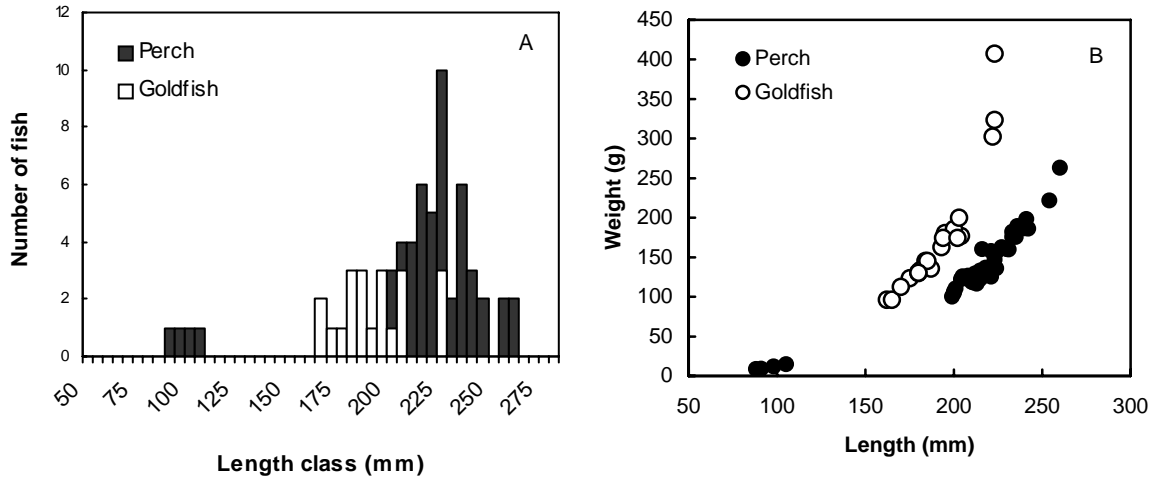 12
10
8
6
4
2
0
Number of fish
A
Perch
Goldfish
50 75 100 125 150 175 200 225 250 275
Length class (mm)
450
400
350
300
250
200
150
100
50
0
Weight (g)
B
Perch
Goldfish
50 100 150 200 250 300
Length (mm)